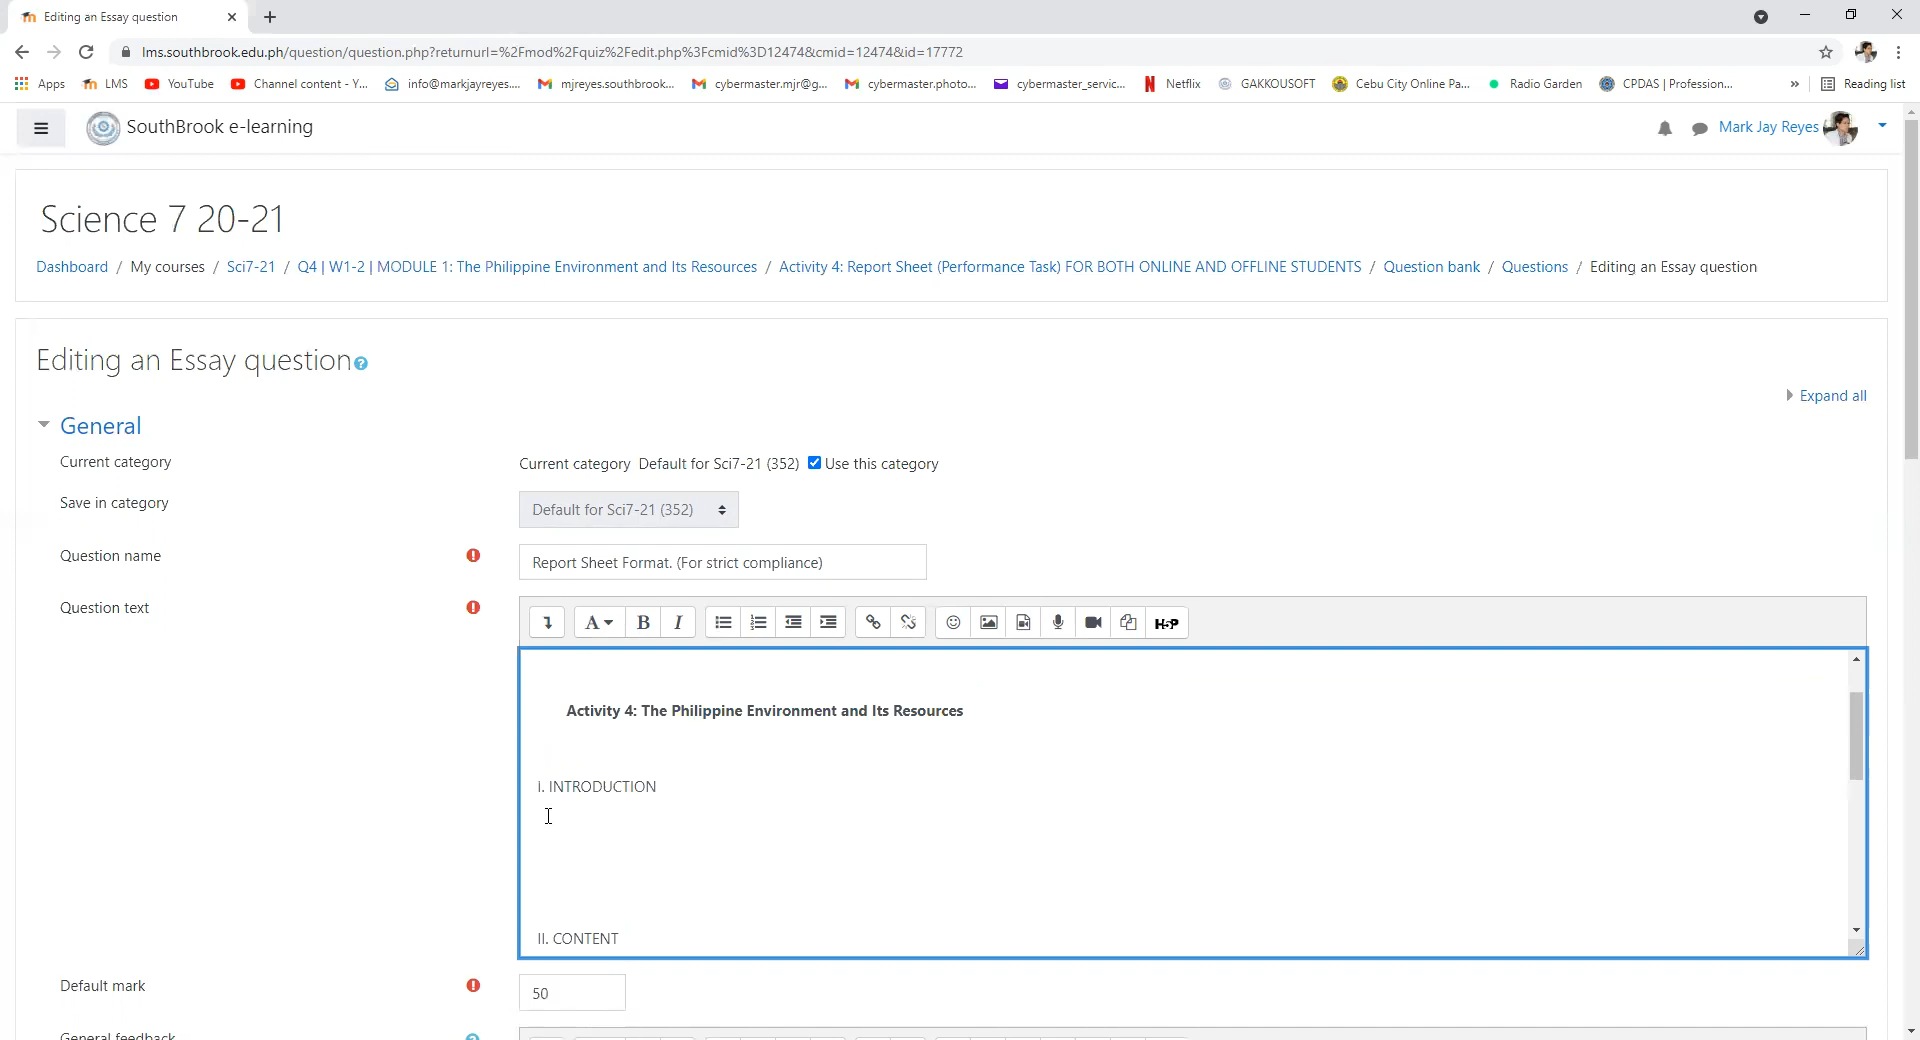 Editing an Essay question
lms.southbrook.edu.ph/question/question.php?returnurl=%2Fmod%2Fquiz%2Fedit.php%3Fcmid%3D12474&cmid=12474&id=17772
Apps LMS YouTube Channel content - Y... info@markjayreyes.... mjreyes.southbrook... cybermaster.mjr@g... cybermaster.photo... cybermaster_servic... Netflix GAKKOUSOFT Cebu City Online Pa... Radio Garden CPDAS | Profession... » Reading list
SouthBrook e-learning Mark Jay Reyes
Science 7 20-21
Dashboard / My courses / Sci7-21 / Q4 | W1-2 | MODULE 1: The Philippine Environment and Its Resources / Activity 4: Report Sheet (Performance Task) FOR BOTH ONLINE AND OFFLINE STUDENTS / Question bank / Questions / Editing an Essay question
Editing an Essay question
Expand all
General
Current category Current category Default for Sci7-21 (352) Use this category
Save in category Default for Sci7-21 (352)
Question name Report Sheet Format. (For strict compliance)
Question text
A B I H5P
Activity 4: The Philippine Environment and Its Resources
I. INTRODUCTION
II. CONTENT
Default mark 50
General feedback